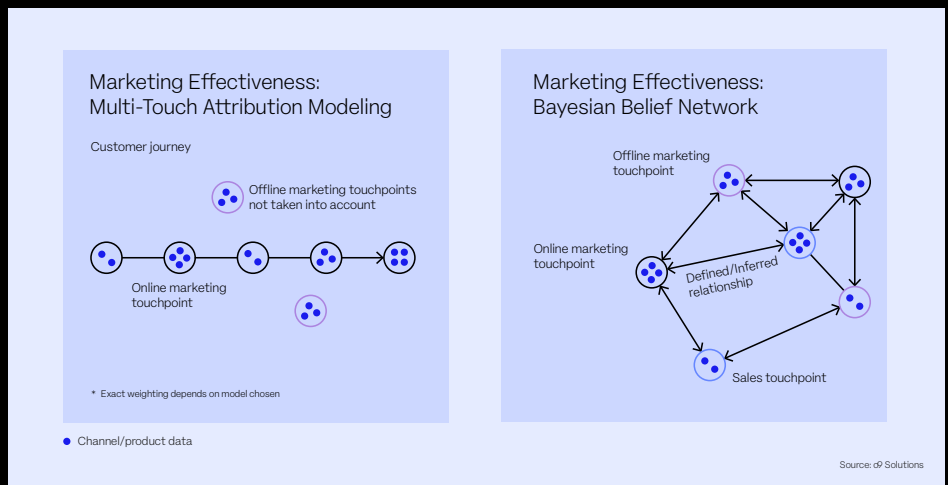 Marketing Effectiveness:
Multi-Touch Attribution Modeling
Customer journey
Offline marketing touchpoints
not taken into account
Online marketing
touchpoint
* Exact weighting depends on model chosen
Channel/product data
Marketing Effectiveness:
Bayesian Belief Network
Offline marketing
touchpoint
Online marketing
touchpoint
Defined/Inferred
relationship
Sales touchpoint
Source: o9 Solutions